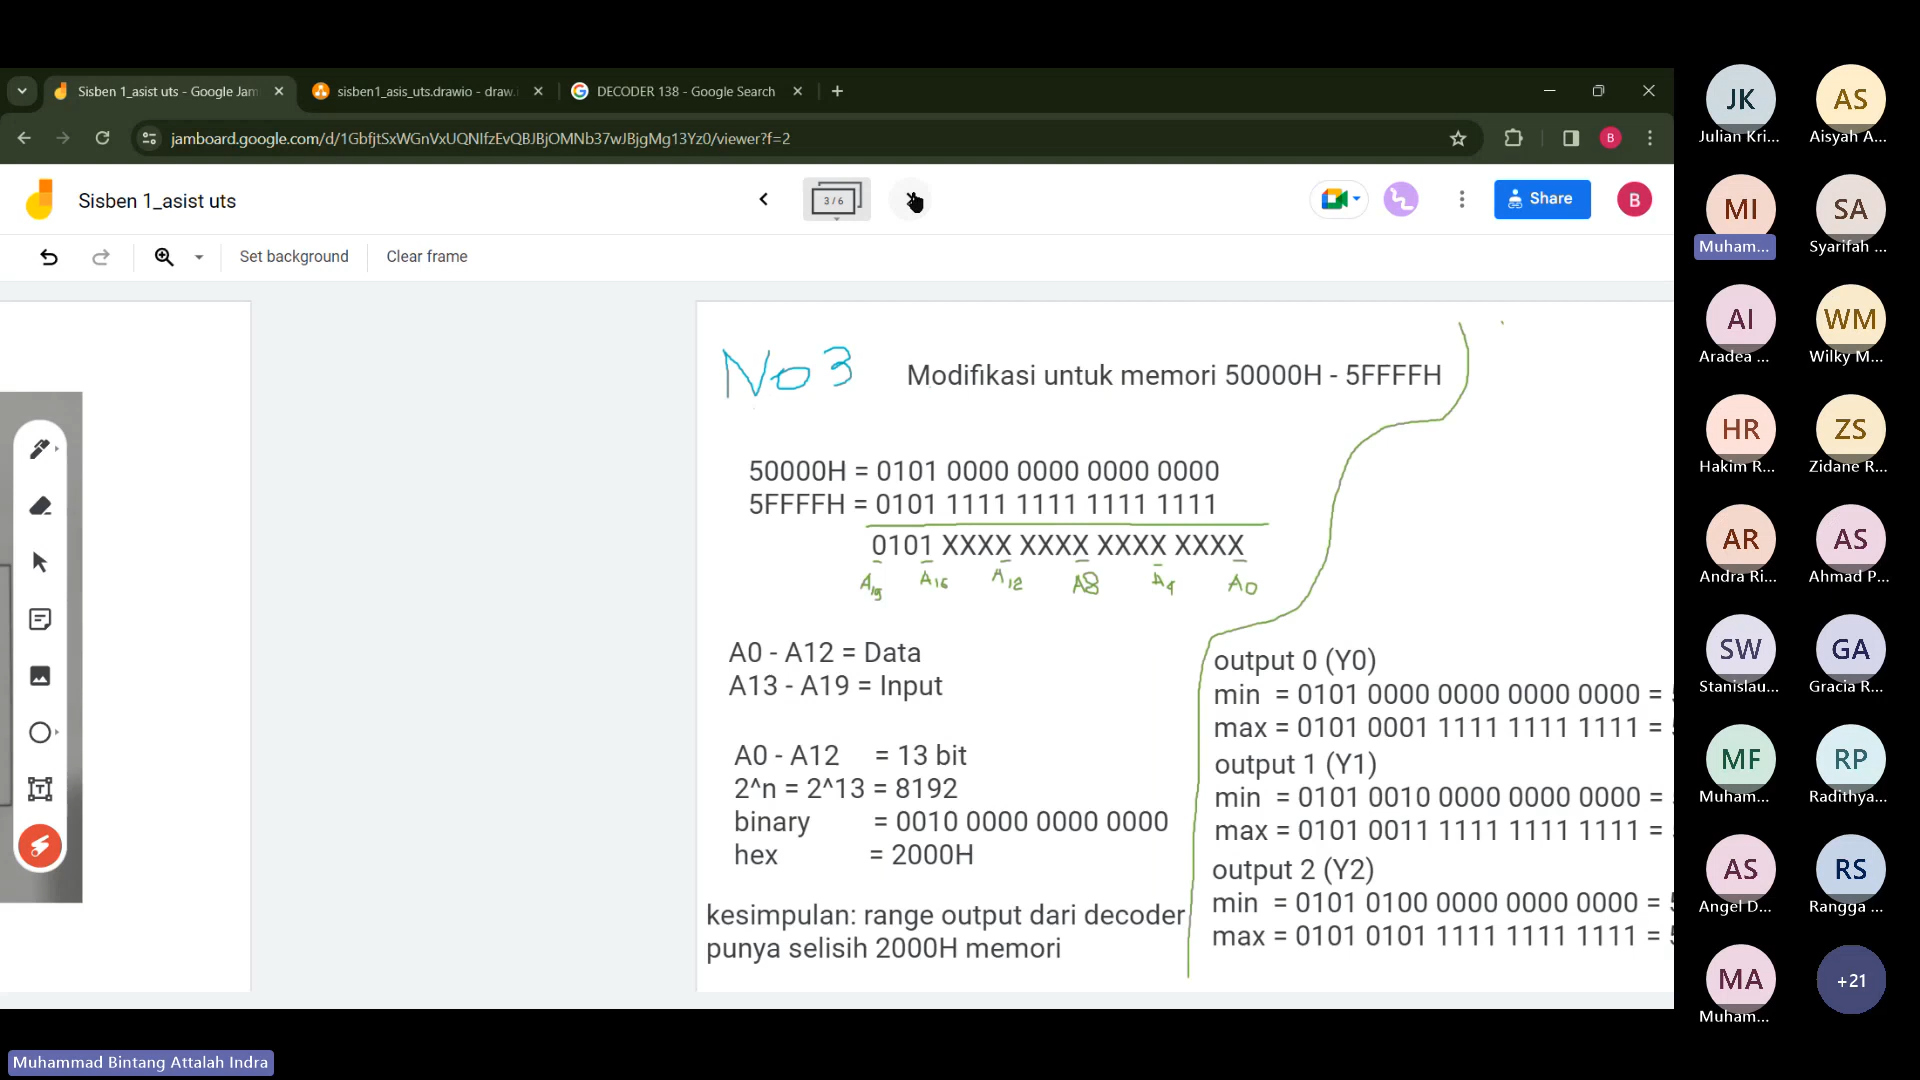 Sisben 1_asist uts - Google Jam
sisben1_asis_uts.drawio - draw.
DECODER 138 - Google Search
jamboard.google.com/d/1GbfjtSxWGnVxUQNlfzEvQBJBjOMNb37wJBjgMg13Yz0/viewer?f=2
B
Sisben 1_asist uts
3 / 6
Share
B
Set background
Clear frame
No 3
Modifikasi untuk memori 50000H - 5FFFFH
50000H = 0101 0000 0000 0000 0000
5FFFFH = 0101 1111 1111 1111 1111
0101 XXXX XXXX XXXX XXXX
A19 A16 A12 A8 A4 A0
A0 - A12 = Data
A13 - A19 = Input
A0 - A12 = 13 bit
2^n = 2^13 = 8192
binary = 0010 0000 0000 0000
hex = 2000H
kesimpulan: range output dari decoder
punya selisih 2000H memori
output 0 (Y0)
min = 0101 0000 0000 0000 0000 =
max = 0101 0001 1111 1111 1111 =
output 1 (Y1)
min = 0101 0010 0000 0000 0000 =
max = 0101 0011 1111 1111 1111 =
output 2 (Y2)
min = 0101 0100 0000 0000 0000 =
max = 0101 0101 1111 1111 1111 =
JK
Julian Kri...
AS
Aisyah A...
MI
Muham...
SA
Syarifah ...
AI
Aradea ...
WM
Wilky M...
HR
Hakim R...
ZS
Zidane R...
AR
Andra Ri...
AS
Ahmad P...
SW
Stanislau...
GA
Gracia R...
MF
Muham...
RP
Radithya...
AS
Angel D...
RS
Rangga ...
MA
Muham...
+21
Muhammad Bintang Attalah Indra